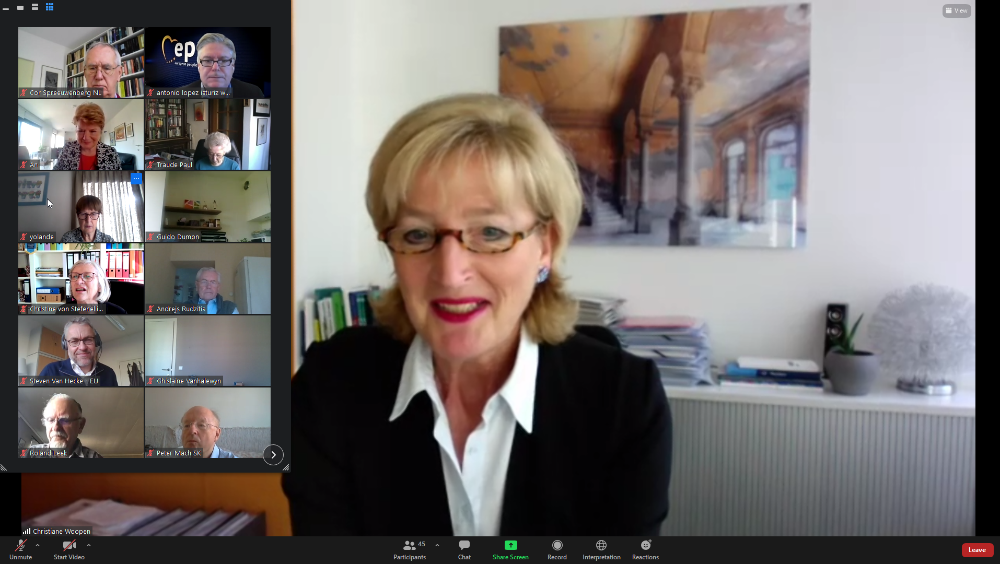 View
Cor Spreeuwenberg NL
ep
european people
antonio lopez isturiz w...
An
Traude Paul
yolande
Guido Dumon
Christine von Stefenelli...
Andrejs Rudzitis
Steven Van Hecke - EU
Ghislaine Vanhalewyn
Roland Leek
Peter Mach SK
Christiane Woopen
Unmute
Start Video
45
Participants
Chat
Share Screen
Record
Interpretation
Reactions
Leave